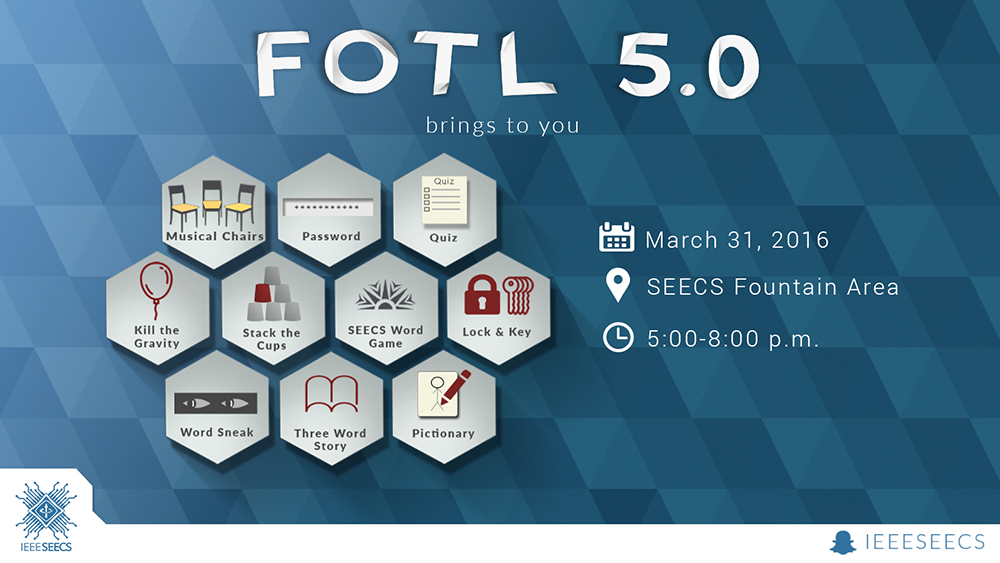 FOTL 5.0
brings to you
Musical Chairs
***********
Password
Quiz
Quiz
Kill the
Gravity
Stack the
Cups
SEECS Word
Game
Lock & Key
Word Sneak
Three Word
Story
Pictionary
March 31, 2016
SEECS Fountain Area
5:00-8:00 p.m.
IEEESEECS
IEEESEECS